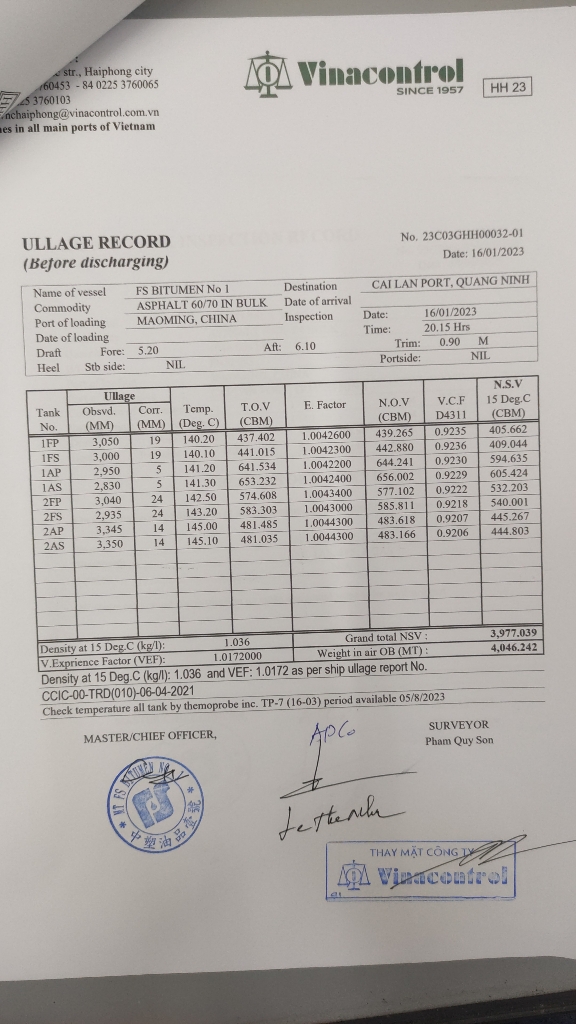 str., Haiphong city
760453 - 84 0225 3760065
25 3760103
nchaiphong@vinacontrol.com.vn
in all main ports of Vietnam
Vinacontrol
SINCE 1957
HH 23
ULLAGE RECORD
(Before discharging)
No. 23C03GHH00032-01
Date: 16/01/2023
Name of vessel FS BITUMEN No 1 Destination CAI LAN PORT, QUANG NINH
Commodity ASPHALT 60/70 IN BULK Date of arrival
Port of loading MAOMING, CHINA Inspection Date: 16/01/2023
Date of loading Time: 20.15 Hrs
Draft Fore: 5.20 Aft: 6.10 Trim: 0.90 M
Heel Stb side: NIL Portside: NIL
Tank No. Ullage Obsvd. (MM) Corr. (MM) Temp. (Deg. C) T.O.V (CBM) E. Factor N.O.V (CBM) V.C.F D4311 N.S.V 15 Deg.C (CBM)
1FP 3,050 19 140.20 437.402 1.0042600 439.265 0.9235 405.662
1FS 3,000 19 140.10 441.015 1.0042300 442.880 0.9236 409.044
1AP 2,950 5 141.20 641.534 1.0042200 644.241 0.9230 594.635
1AS 2,830 5 141.30 653.232 1.0042400 656.002 0.9229 605.424
2FP 3,040 24 142.50 574.608 1.0043400 577.102 0.9222 532.203
2FS 2,935 24 143.20 583.303 1.0043000 585.811 0.9218 540.001
2AP 3,345 14 145.00 481.485 1.0044300 483.618 0.9207 445.267
2AS 3,350 14 145.10 481.035 1.0044300 483.166 0.9206 444.803
Density at 15 Deg.C (kg/l): 1.036 Grand total NSV : 3,977.039
V.Exprience Factor (VEF): 1.0172000 Weight in air OB (MT) : 4,046.242
Density at 15 Deg.C (kg/l): 1.036 and VEF: 1.0172 as per ship ullage report No.
CCIC-00-TRD(010)-06-04-2021
Check temperature all tank by themoprobe inc. TP-7 (16-03) period available 05/8/2023
MASTER/CHIEF OFFICER,
APCo
SURVEYOR
Pham Quy Son
MT FS BITUMEN No 1
中塑油品壹號
THAY MẶT CÔNG TY
Vinacontrol